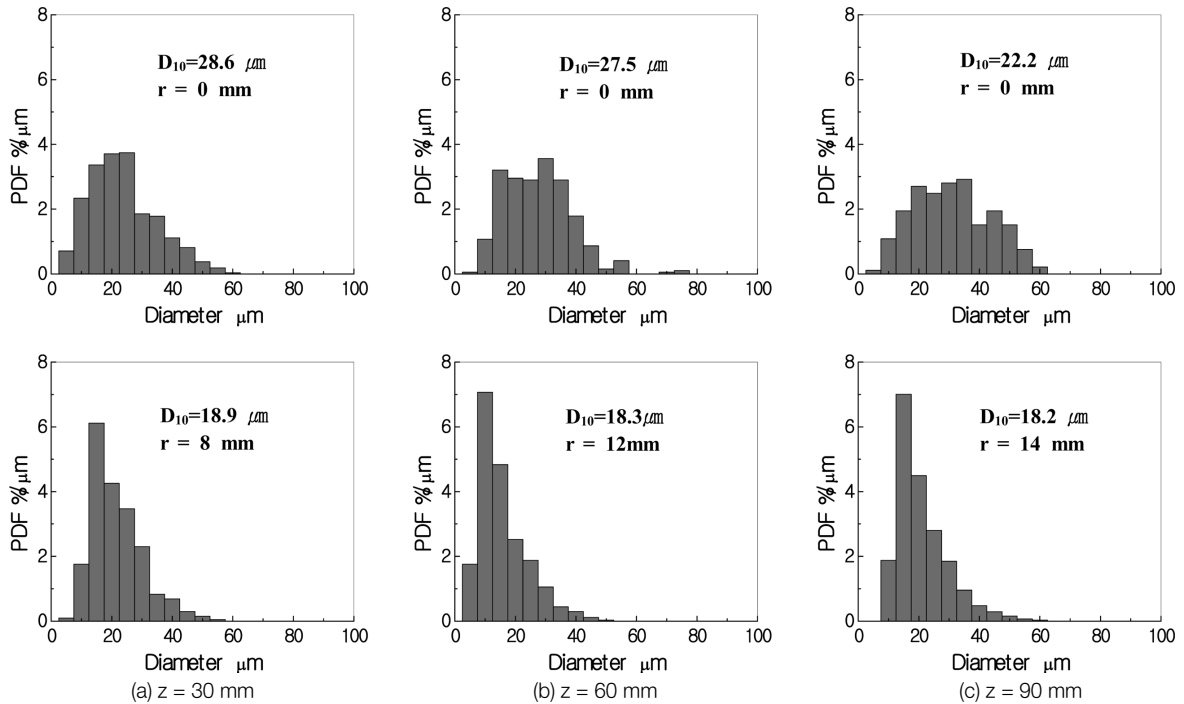 8
6
4
2
0
PDF %/μm
D₁₀=28.6 μm
r = 0 mm
0 20 40 60 80 100
Diameter μm
8
6
4
2
0
PDF %/μm
D₁₀=27.5 μm
r = 0 mm
0 20 40 60 80 100
Diameter μm
8
6
4
2
0
PDF %/μm
D₁₀=22.2 μm
r = 0 mm
0 20 40 60 80 100
Diameter μm
8
6
4
2
0
PDF %/μm
D₁₀=18.9 μm
r = 8 mm
0 20 40 60 80 100
Diameter μm
(a) z = 30 mm
8
6
4
2
0
PDF %/μm
D₁₀=18.3μm
r = 12mm
0 20 40 60 80 100
Diameter μm
(b) z = 60 mm
8
6
4
2
0
PDF %/μm
D₁₀=18.2 μm
r = 14 mm
0 20 40 60 80 100
Diameter μm
(c) z = 90 mm